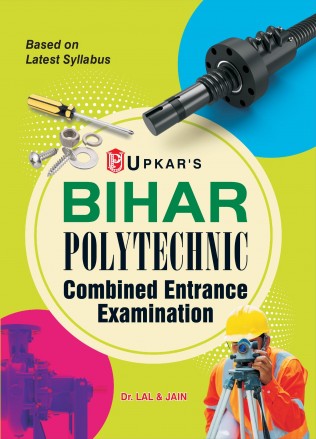 Based on
Latest Syllabus
UPKAR'S
BIHAR
POLYTECHNIC
Combined Entrance
Examination
Dr. LAL & JAIN